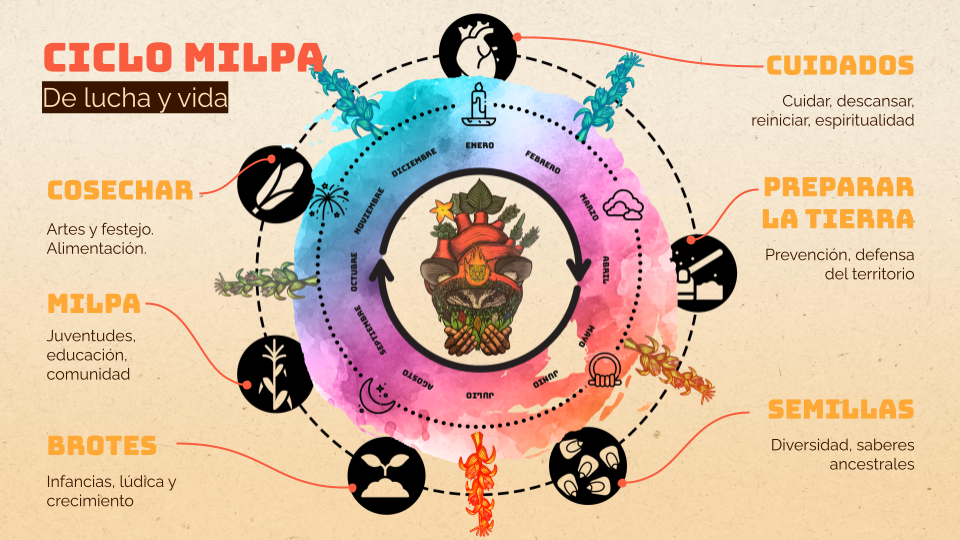 CICLO MILPA
De lucha y vida
CUIDADOS
Cuidar, descansar,
reiniciar, espiritualidad
PREPARAR
LA TIERRA
Prevención, defensa
del territorio
SEMILLAS
Diversidad, saberes
ancestrales
BROTES
Infancias, lúdica y
crecimiento
MILPA
Juventudes,
educación,
comunidad
COSECHAR
Artes y festejo.
Alimentación.
ENERO
FEBRERO
MARZO
ABRIL
MAYO
JUNIO
JULIO
AGOSTO
SEPTIEMBRE
OCTUBRE
NOVIEMBRE
DICIEMBRE